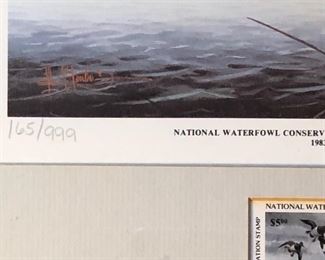 165/999
NATIONAL WATERFOWL CONSERV
198
NATIONAL WAT
$5.00
ATION STAMP